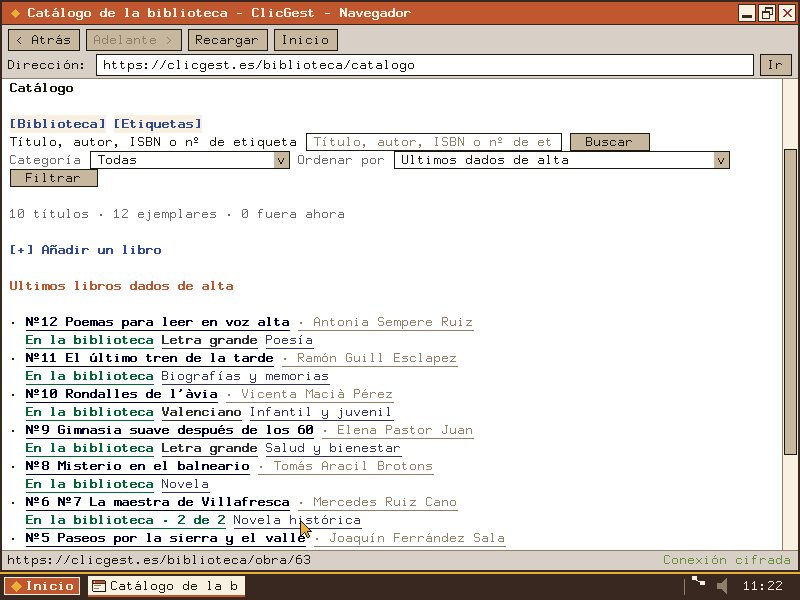 Catálogo de la biblioteca - ClicGest - Navegador
< Atrás Adelante > Recargar Inicio
Dirección: https://clicgest.es/biblioteca/catalogo Ir
Catálogo
[Biblioteca] [Etiquetas]
Título, autor, ISBN o nº de etiqueta Título, autor, ISBN o nº de et Buscar
Categoría Todas v Ordenar por Ultimos dados de alta v
Filtrar
10 títulos · 12 ejemplares · 0 fuera ahora
[+] Añadir un libro
Ultimos libros dados de alta
· Nº12 Poemas para leer en voz alta · Antonia Sempere Ruiz
En la biblioteca Letra grande Poesía
· Nº11 El último tren de la tarde · Ramón Guill Esclapez
En la biblioteca Biografías y memorias
· Nº10 Rondalles de l'àvia · Vicenta Macià Pérez
En la biblioteca Valenciano Infantil y juvenil
· Nº9 Gimnasia suave después de los 60 · Elena Pastor Juan
En la biblioteca Letra grande Salud y bienestar
· Nº8 Misterio en el balneario · Tomás Aracil Brotons
En la biblioteca Novela
· Nº6 Nº7 La maestra de Villafresca · Mercedes Ruiz Cano
En la biblioteca · 2 de 2 Novela histórica
· Nº5 Paseos por la sierra y el valle · Joaquín Ferrández Sala
https://clicgest.es/biblioteca/obra/63 Conexión cifrada
Inicio Catálogo de la b 11:22